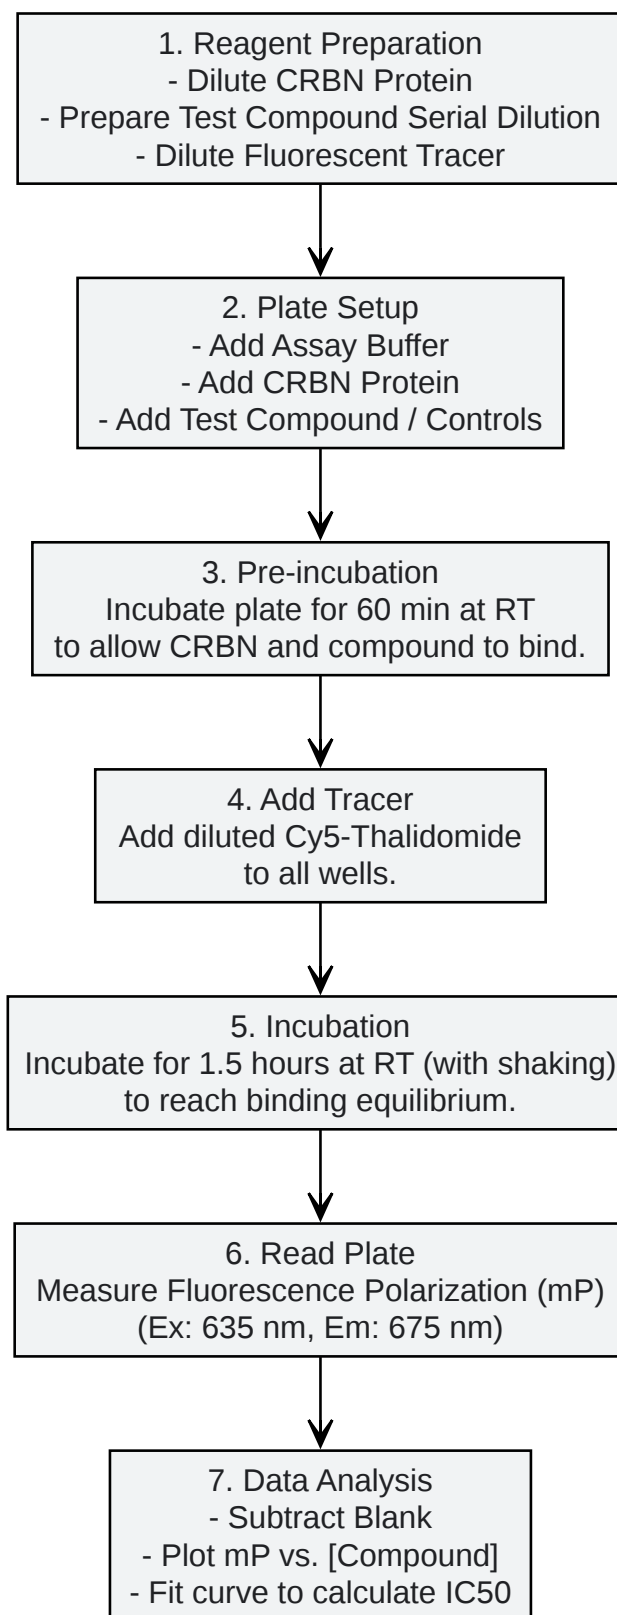 1. Reagent Preparation
- Dilute CRBN Protein
- Prepare Test Compound Serial Dilution
- Dilute Fluorescent Tracer
2. Plate Setup
- Add Assay Buffer
- Add CRBN Protein
- Add Test Compound / Controls
3. Pre-incubation
Incubate plate for 60 min at RT
to allow CRBN and compound to bind.
4. Add Tracer
Add diluted Cy5-Thalidomide
to all wells.
5. Incubation
Incubate for 1.5 hours at RT (with shaking)
to reach binding equilibrium.
6. Read Plate
Measure Fluorescence Polarization (mP)
(Ex: 635 nm, Em: 675 nm)
7. Data Analysis
- Subtract Blank
- Plot mP vs. [Compound]
- Fit curve to calculate IC50